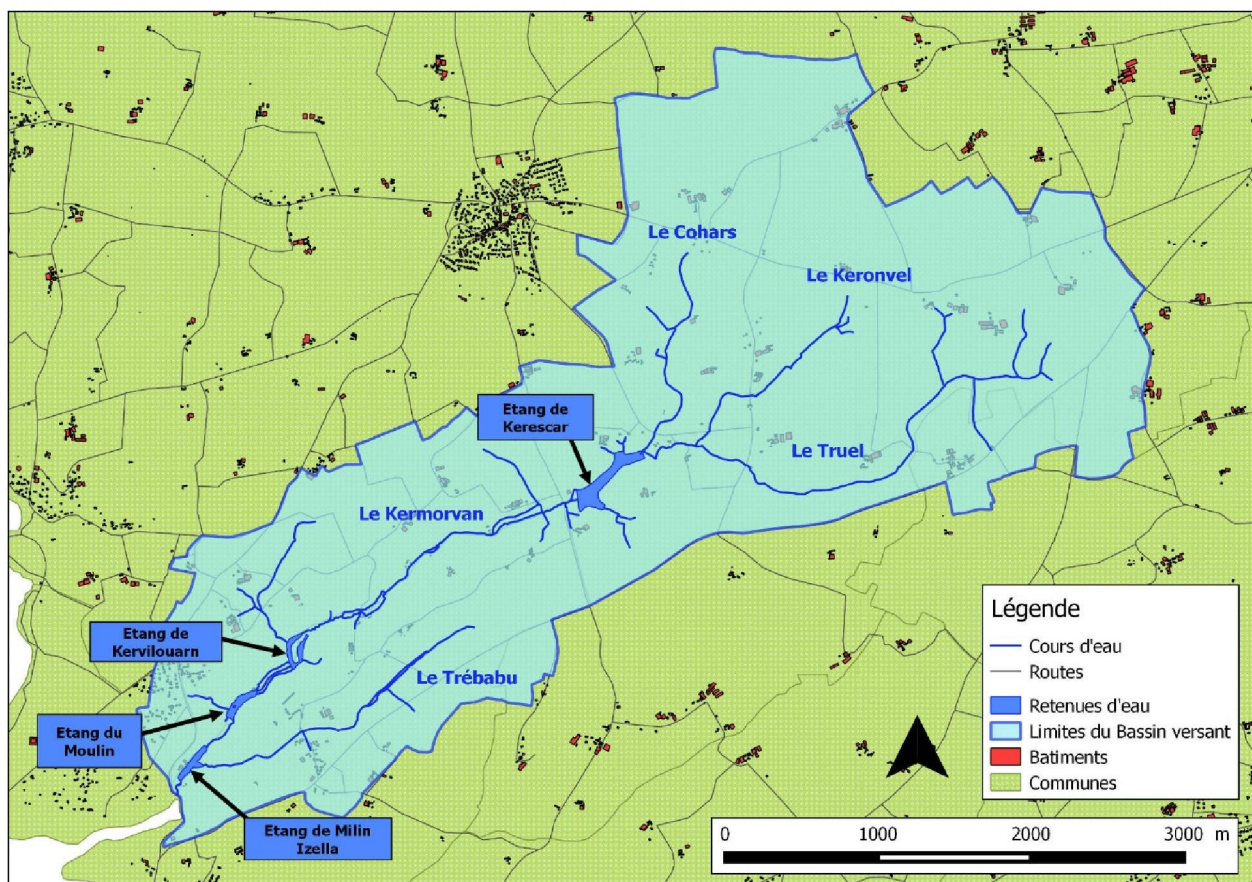 Le Cohars
Le Keronvel
Etang de
Kerescar
Le Truel
Le Kermorvan
Etang de
Kervilouarn
Le Trébabu
Etang du
Moulin
Etang de Milin
Izella
Légende
Cours d'eau
Routes
Retenues d'eau
Limites du Bassin versant
Batiments
Communes
0 1000 2000 3000 m